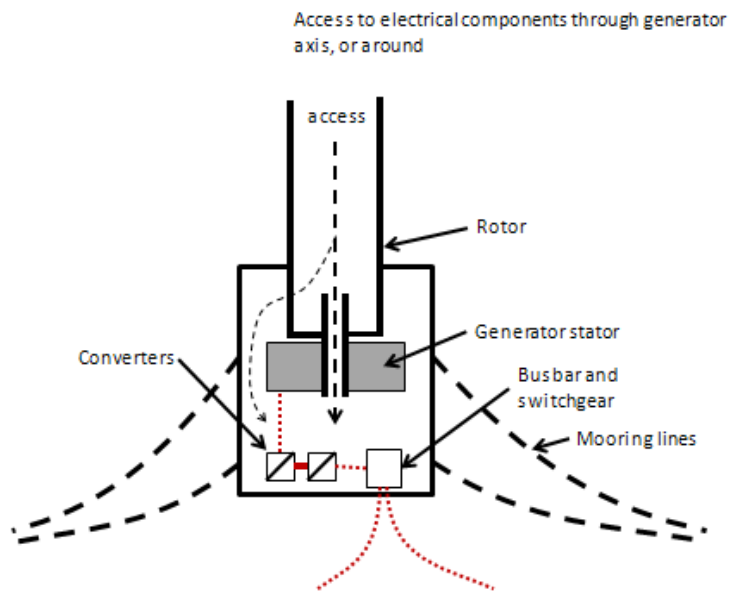 Access to electrical components through generator
axis, or around
access
Rotor
Generator stator
Converters
Busbar and
switchgear
Mooring lines